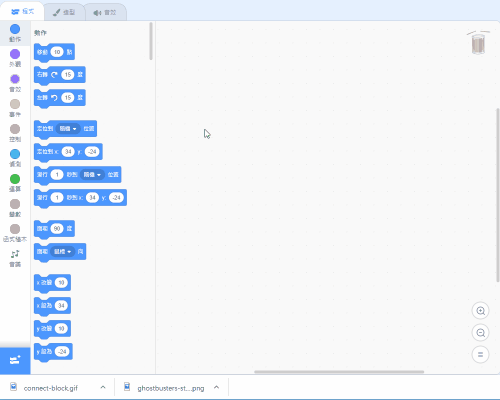 程式
造型
音效
動作
外觀
音效
事件
控制
偵測
運算
變數
函式積木
音樂
動作
移動 10 點
右轉 15 度
左轉 15 度
定位到 鼠標 位置
定位到 x: 34 y: -24
滑行 1 秒到 鼠標 位置
滑行 1 秒到 x: 34 y: -24
面朝 90 度
面朝 鼠標 向
x 改變 10
x 設為 34
y 改變 10
y 設為 -24
connect-block.gif
ghostbusters-st....png